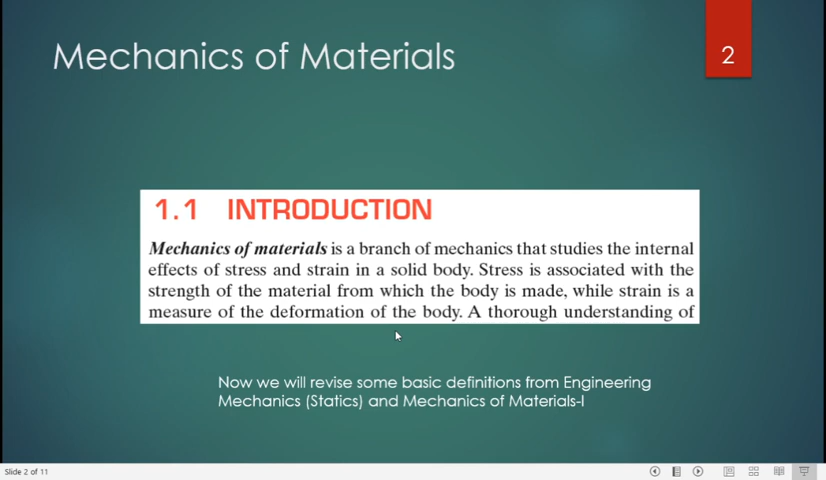 Mechanics of Materials
2
1.1 INTRODUCTION
Mechanics of materials is a branch of mechanics that studies the internal
effects of stress and strain in a solid body. Stress is associated with the
strength of the material from which the body is made, while strain is a
measure of the deformation of the body. A thorough understanding of
Now we will revise some basic definitions from Engineering
Mechanics (Statics) and Mechanics of Materials-I
Slide 2 of 11